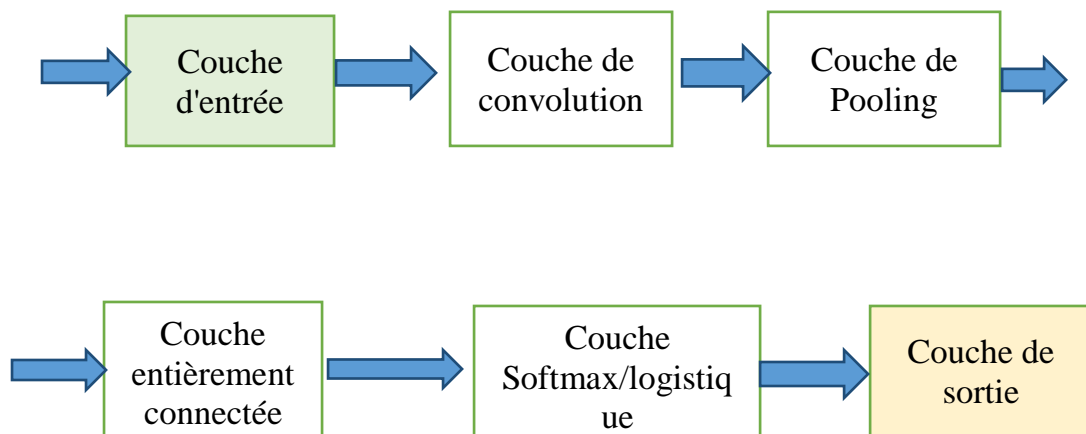 Couche
d'entrée
Couche de
convolution
Couche de
Pooling
Couche
entièrement
connectée
Couche
Softmax/logistiq
ue
Couche de
sortie